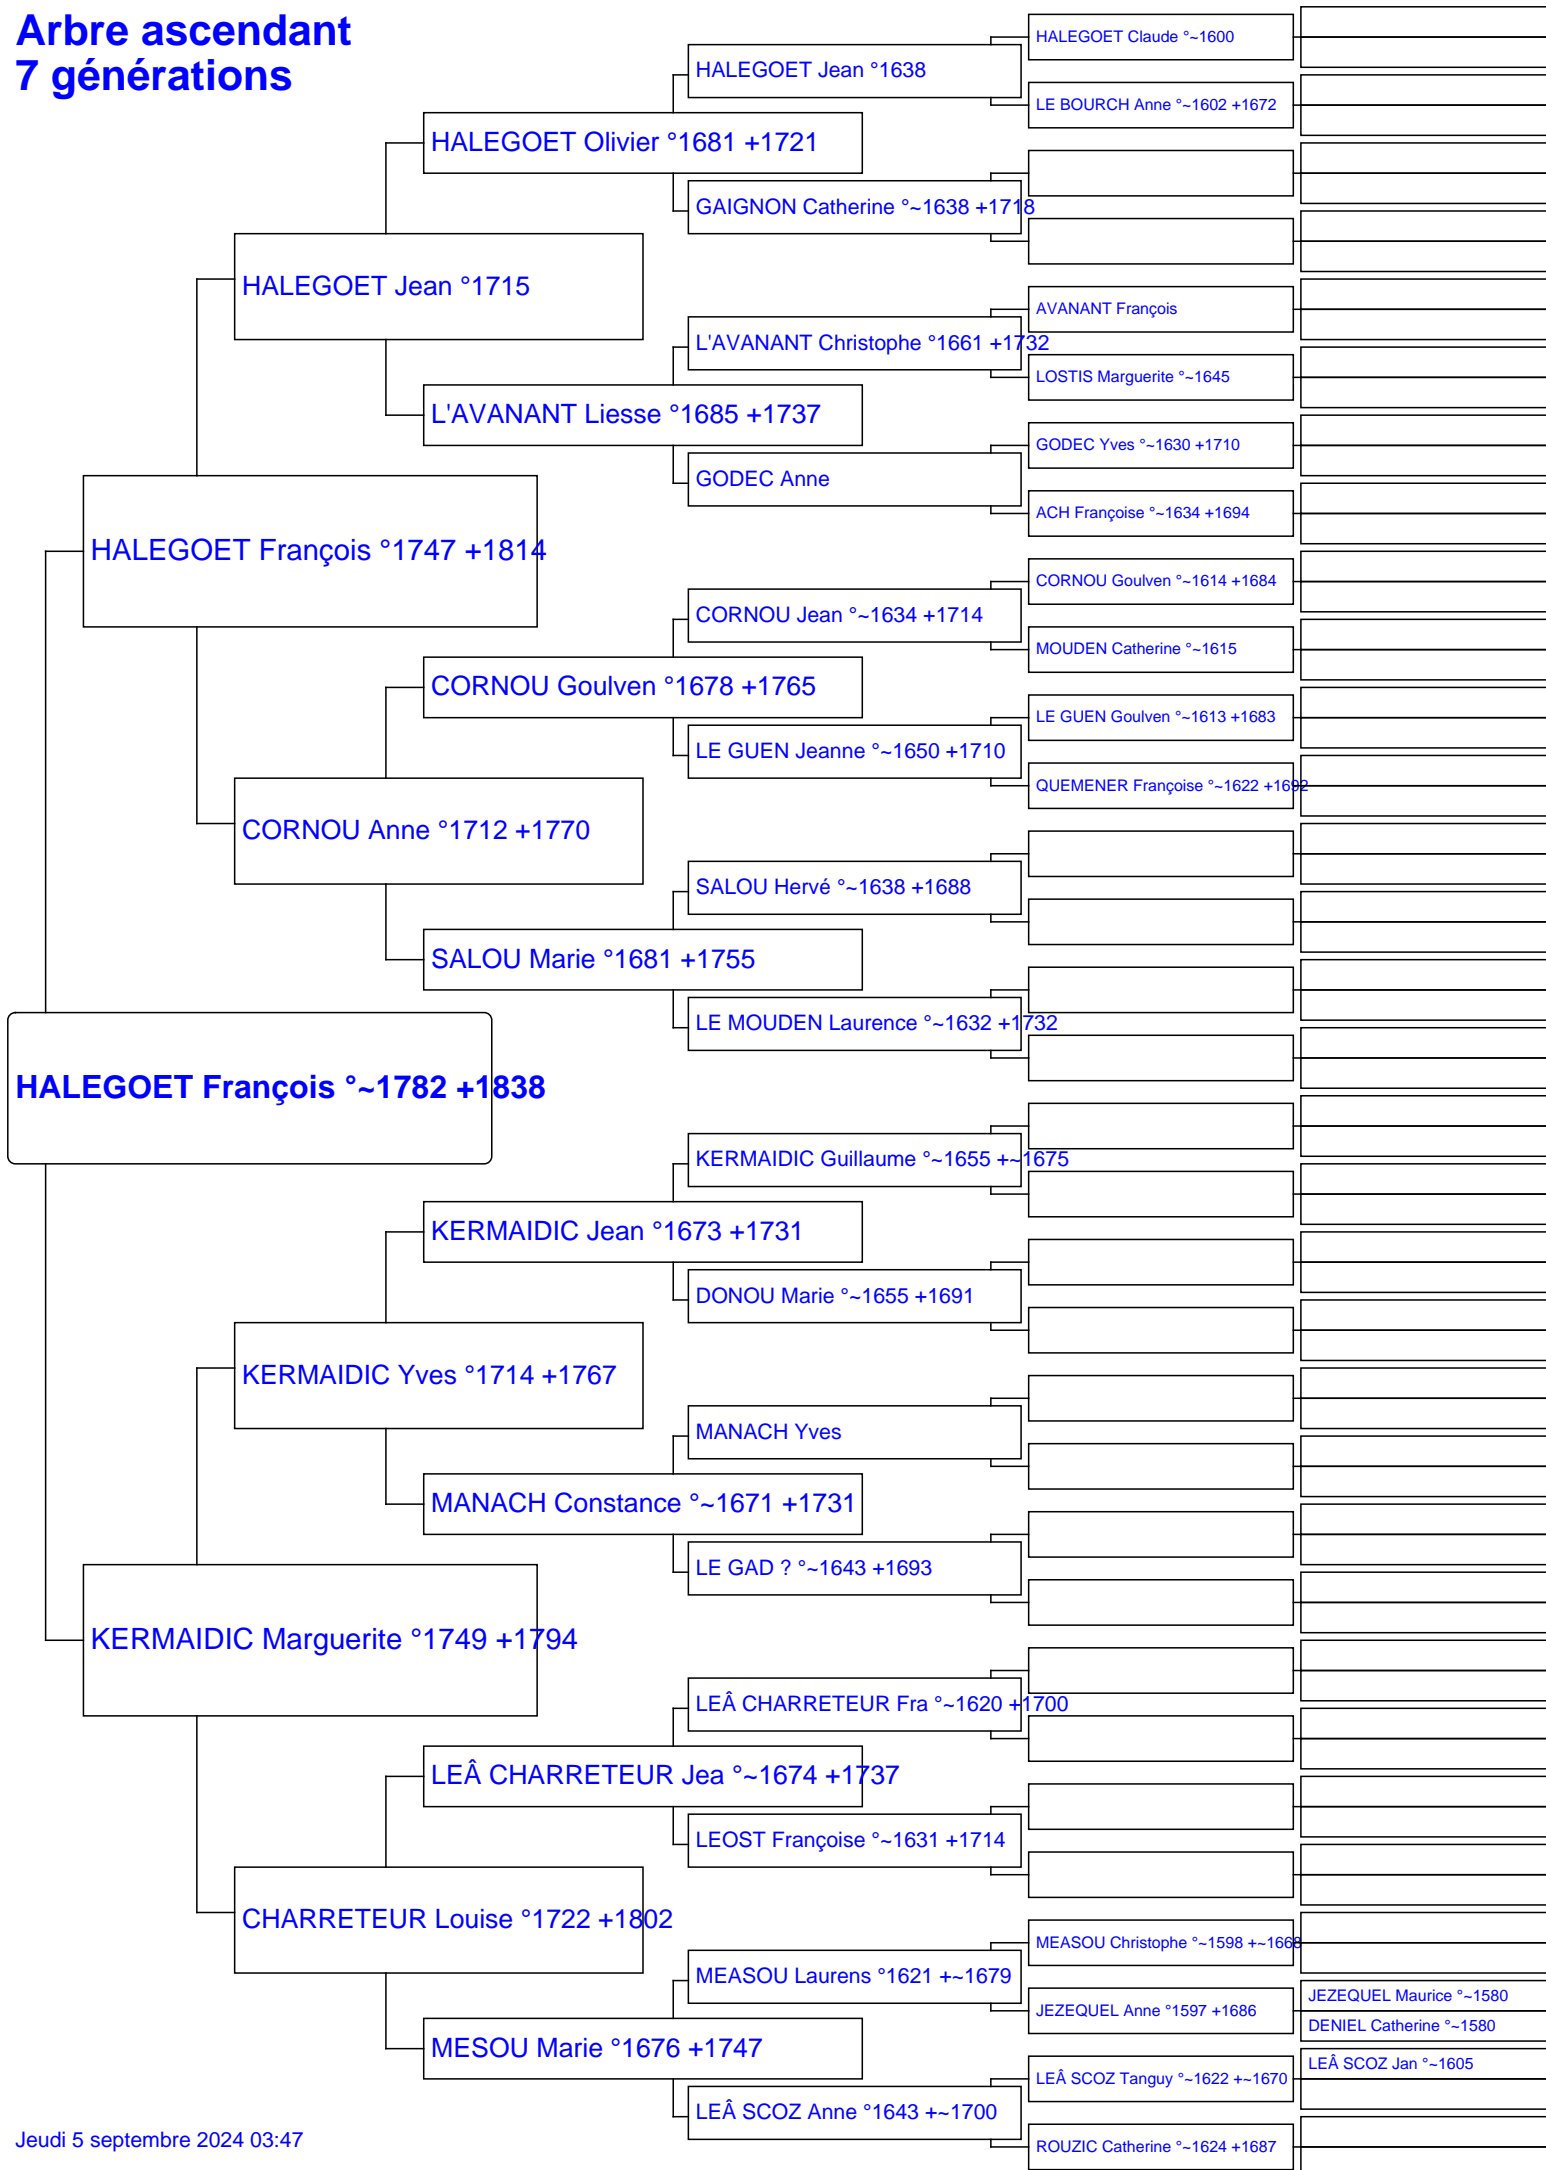 Arbre ascendant
7 générations
HALEGOET Claude °~1600
HALEGOET Jean °1638
LE BOURCH Anne °~1602 +1672
HALEGOET Olivier °1681 +1721
GAIGNON Catherine °~1638 +1718
HALEGOET Jean °1715
AVANANT François
L'AVANANT Christophe °1661 +1732
LOSTIS Marguerite °~1645
L'AVANANT Liesse °1685 +1737
GODEC Yves °~1630 +1710
GODEC Anne
ACH Françoise °~1634 +1694
HALEGOET François °1747 +1814
CORNOU Goulven °~1614 +1684
CORNOU Jean °~1634 +1714
MOUDEN Catherine °~1615
CORNOU Goulven °1678 +1765
LE GUEN Goulven °~1613 +1683
LE GUEN Jeanne °~1650 +1710
QUEMENER Françoise °~1622 +1692
CORNOU Anne °1712 +1770
SALOU Hervé °~1638 +1688
SALOU Marie °1681 +1755
LE MOUDEN Laurence °~1632 +1732
HALEGOET François °~1782 +1838
KERMAIDIC Guillaume °~1655 +~1675
KERMAIDIC Jean °1673 +1731
DONOU Marie °~1655 +1691
KERMAIDIC Yves °1714 +1767
MANACH Yves
MANACH Constance °~1671 +1731
LE GAD ? °~1643 +1693
KERMAIDIC Marguerite °1749 +1794
LEÂ CHARRETEUR Fra °~1620 +1700
LEÂ CHARRETEUR Jea °~1674 +1737
LEOST Françoise °~1631 +1714
CHARRETEUR Louise °1722 +1802
MEASOU Christophe °~1598 +~1668
MEASOU Laurens °1621 +~1679
JEZEQUEL Maurice °~1580
JEZEQUEL Anne °1597 +1686
DENIEL Catherine °~1580
MESOU Marie °1676 +1747
LEÂ SCOZ Jan °~1605
LEÂ SCOZ Tanguy °~1622 +~1670
LEÂ SCOZ Anne °1643 +~1700
ROUZIC Catherine °~1624 +1687
Jeudi 5 septembre 2024 03:47